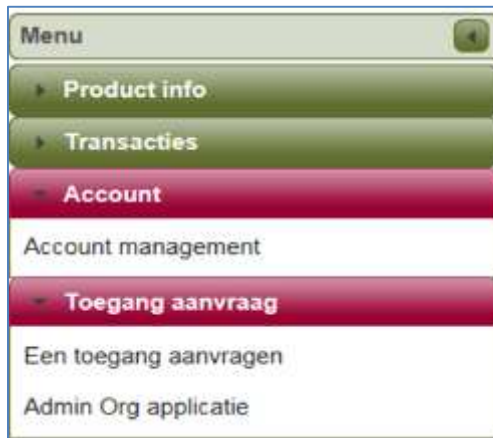 Menu
Product info
Transacties
Account
Account management
Toegang aanvraag
Een toegang aanvragen
Admin Org applicatie